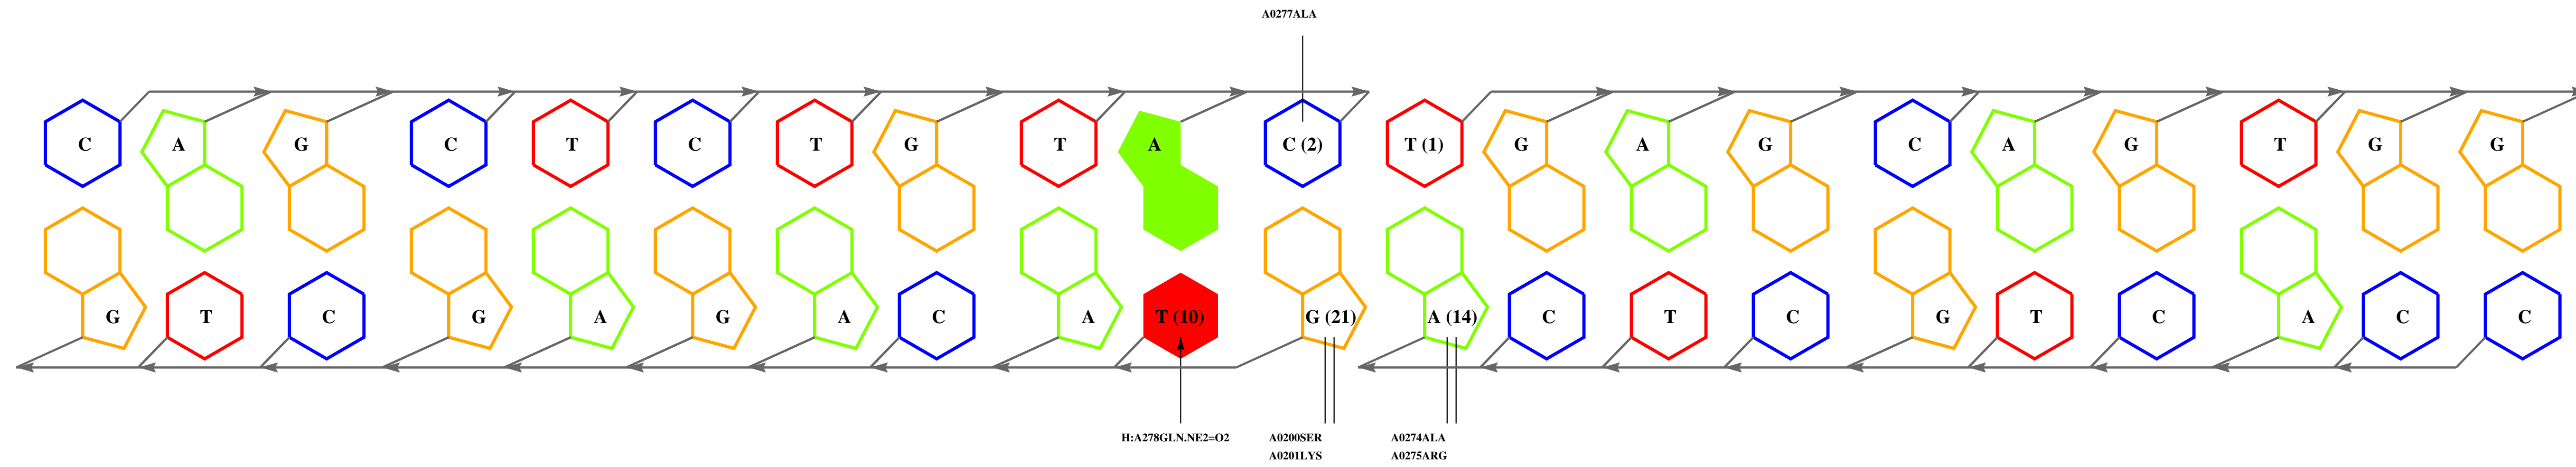 A0277ALA
C A G C T C T G T A C (2) T (1) G A G C A G T G G
G T C G A G A C A T (10) G (21) A (14) C T C G T C A C C
H:A278GLN.NE2=O2 A0200SER A0274ALA
A0201LYS A0275ARG